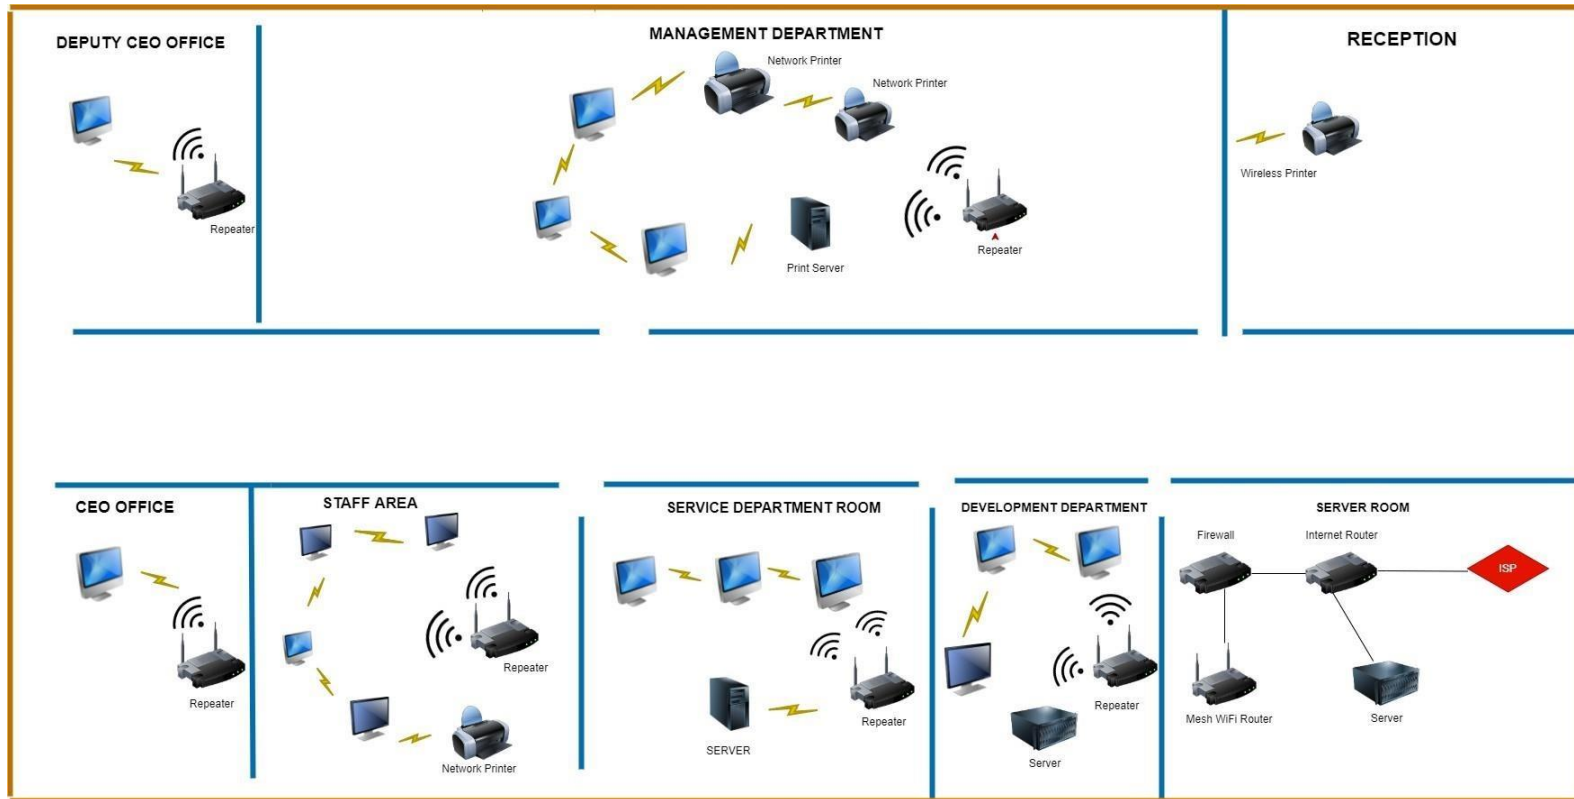 DEPUTY CEO OFFICE
MANAGEMENT DEPARTMENT
RECEPTION
Network Printer
Network Printer
Wireless Printer
Repeater
Repeater
Print Server
CEO OFFICE
STAFF AREA
SERVICE DEPARTMENT ROOM
DEVELOPMENT DEPARTMENT
SERVER ROOM
Firewall
Internet Router
ISP
Repeater
Repeater
Network Printer
SERVER
Repeater
Repeater
Server
Mesh WiFi Router
Server